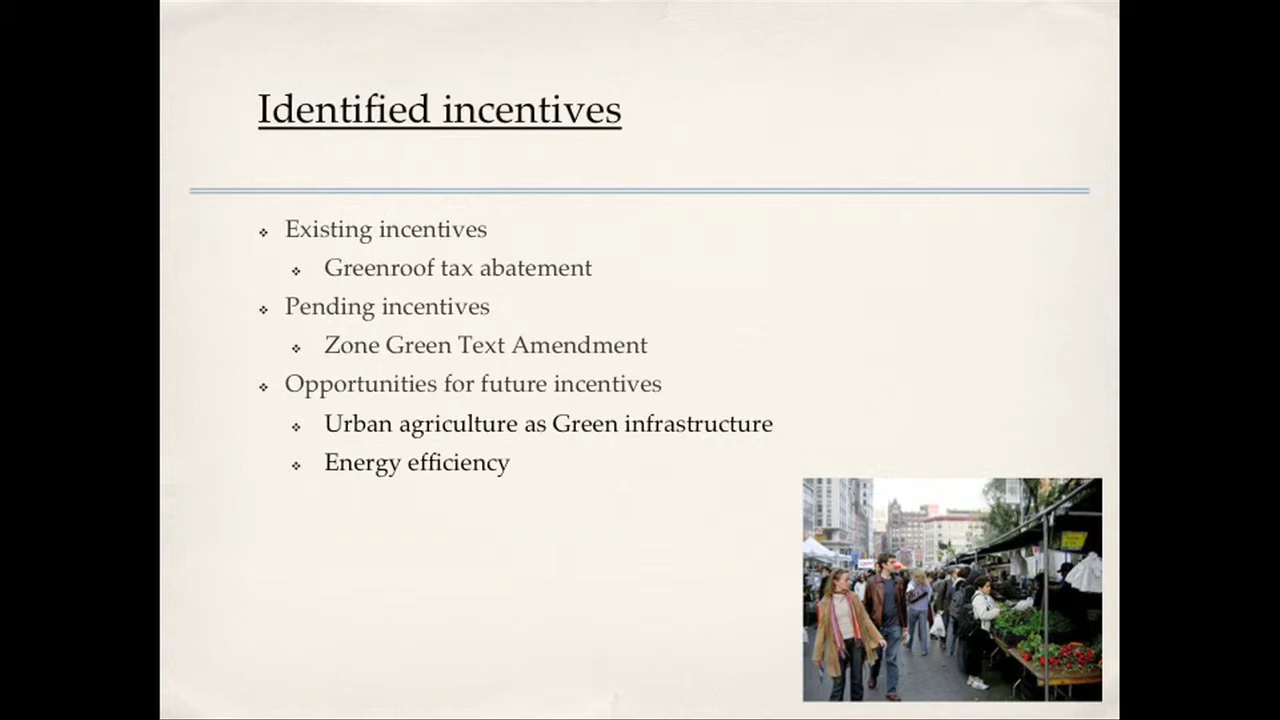 Identified incentives
Existing incentives
Greenroof tax abatement
Pending incentives
Zone Green Text Amendment
Opportunities for future incentives
Urban agriculture as Green infrastructure
Energy efficiency